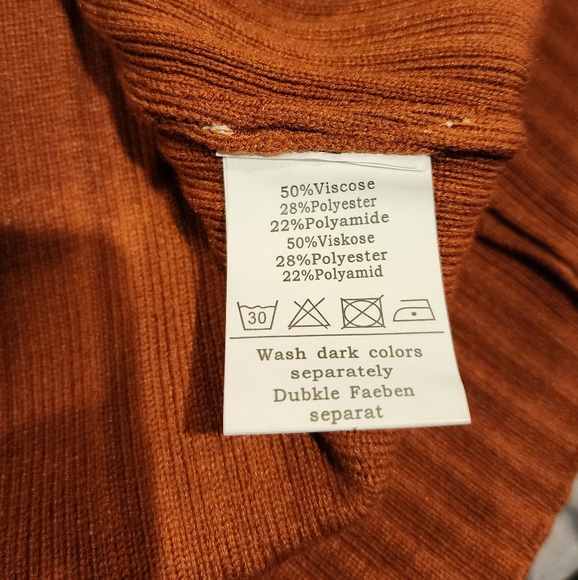 50%Viscose
28%Polyester
22%Polyamide
50%Viskose
28%Polyester
22%Polyamid
30
Wash dark colors
separately
Dubkle Faeben
separat